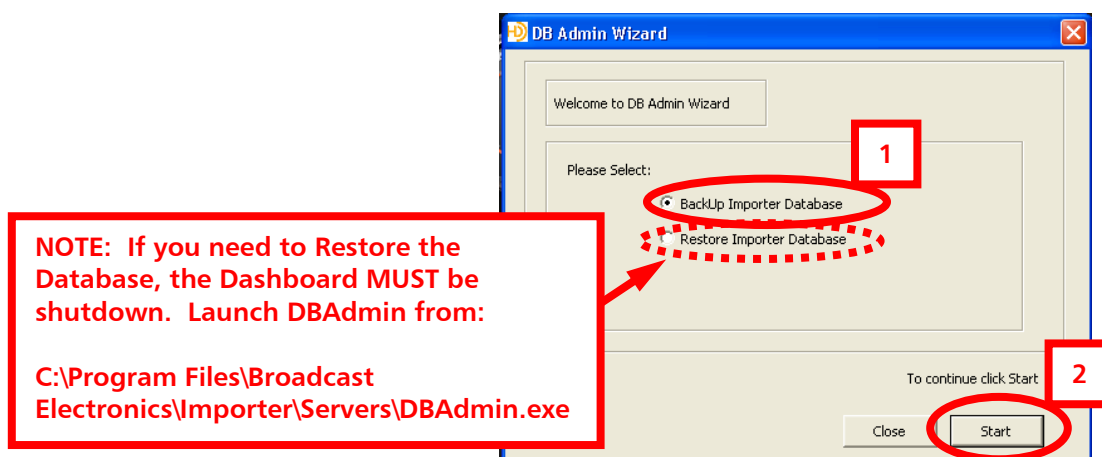 HD DB Admin Wizard
Welcome to DB Admin Wizard
1
Please Select:
BackUp Importer Database
Restore Importer Database
NOTE: If you need to Restore the
Database, the Dashboard MUST be
shutdown. Launch DBAdmin from:
C:\Program Files\Broadcast
Electronics\Importer\Servers\DBAdmin.exe
To continue click Start
2
Close
Start